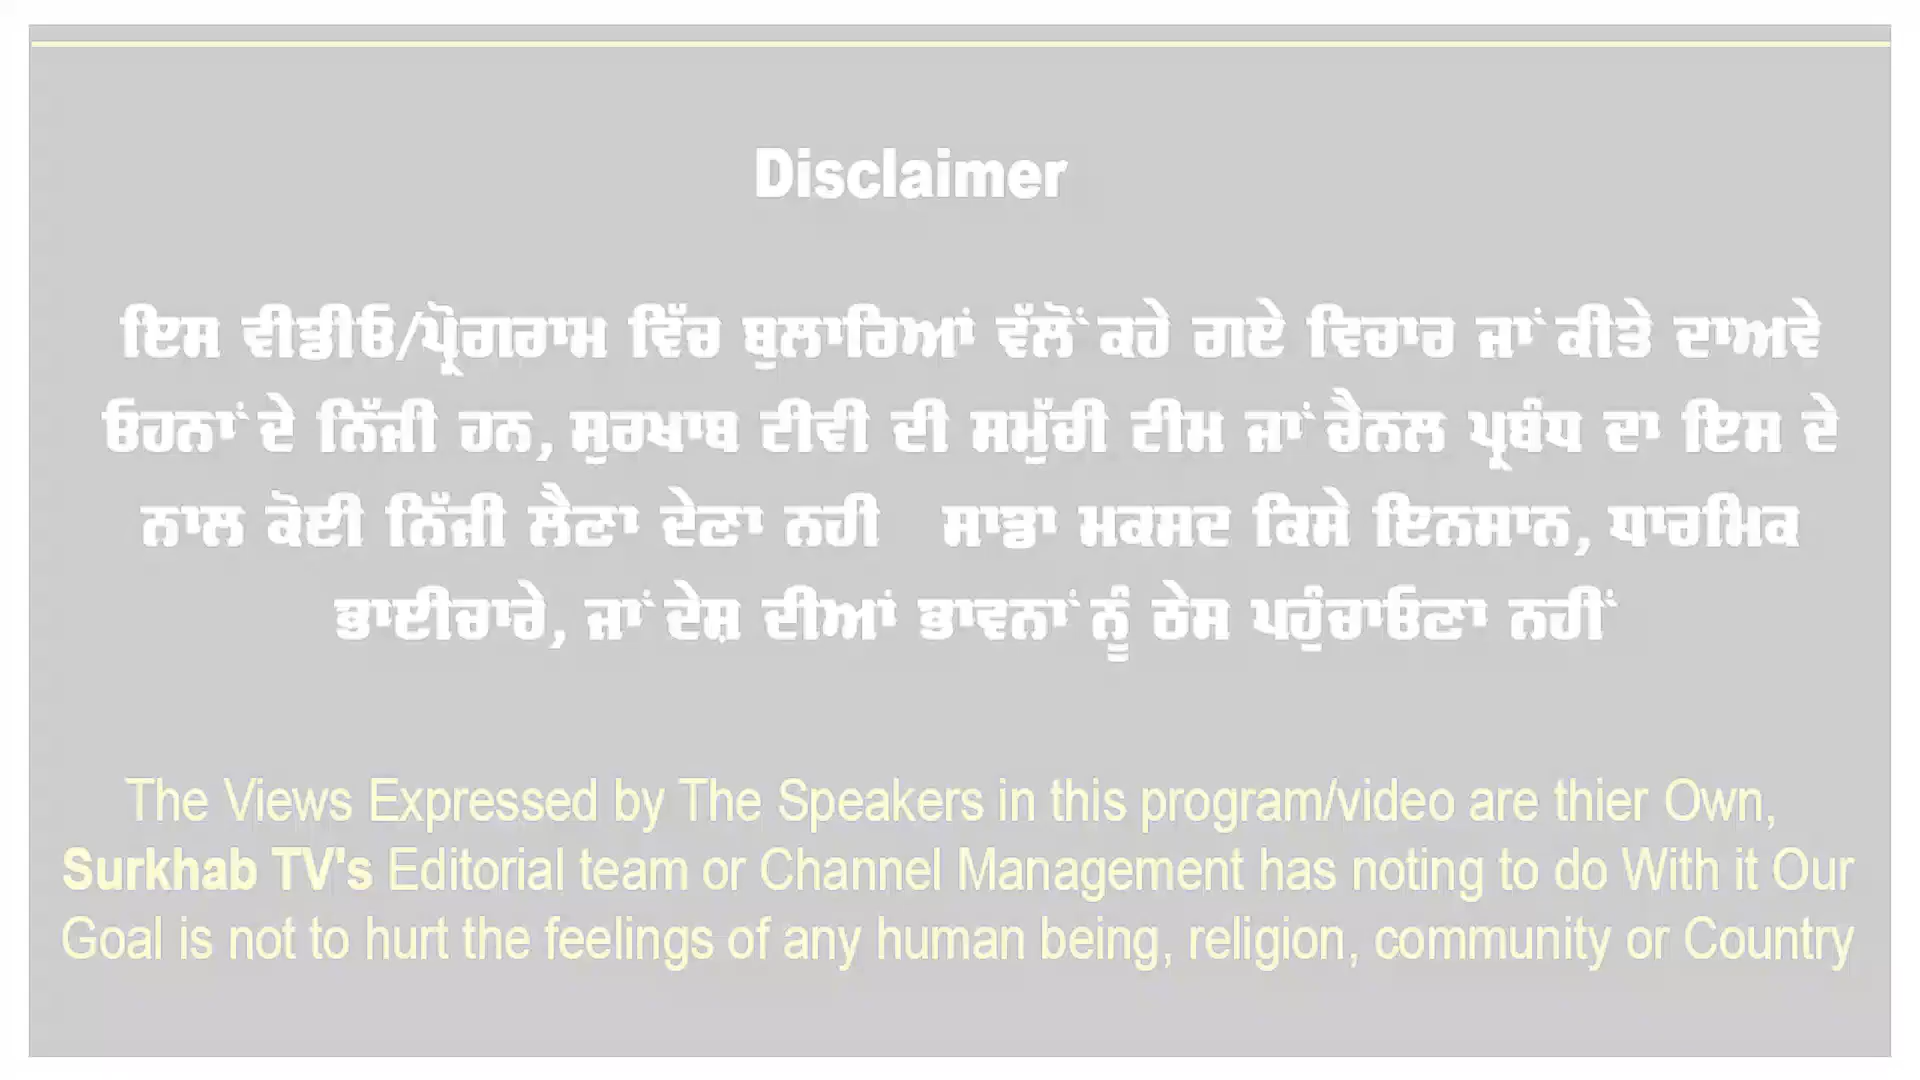 Disclaimer
ਇਸ ਵੀਡੀਓ/ਪ੍ਰੋਗਰਾਮ ਵਿੱਚ ਬੁਲਾਰਿਆਂ ਵੱਲੋਂ ਕਹੇ ਗਏ ਵਿਚਾਰ ਜਾਂ ਕੀਤੇ ਦਾਅਵੇ
ਓਹਨਾਂ ਦੇ ਨਿੱਜੀ ਹਨ, ਸੁਰਖਾਬ ਟੀਵੀ ਦੀ ਸਮੁੱਚੀ ਟੀਮ ਜਾਂ ਚੈਨਲ ਪ੍ਰਬੰਧ ਦਾ ਇਸ ਦੇ
ਨਾਲ ਕੋਈ ਨਿੱਜੀ ਲੈਣਾ ਦੇਣਾ ਨਹੀ ਸਾਡਾ ਮਕਸਦ ਕਿਸੇ ਇਨਸਾਨ, ਧਾਰਮਿਕ
ਭਾਈਚਾਰੇ, ਜਾਂ ਦੇਸ਼ ਦੀਆਂ ਭਾਵਨਾਂ ਨੂੰ ਠੇਸ ਪਹੁੰਚਾਓਣਾ ਨਹੀਂ
The Views Expressed by The Speakers in this program/video are thier Own,
Surkhab TV's Editorial team or Channel Management has noting to do With it Our
Goal is not to hurt the feelings of any human being, religion, community or Country